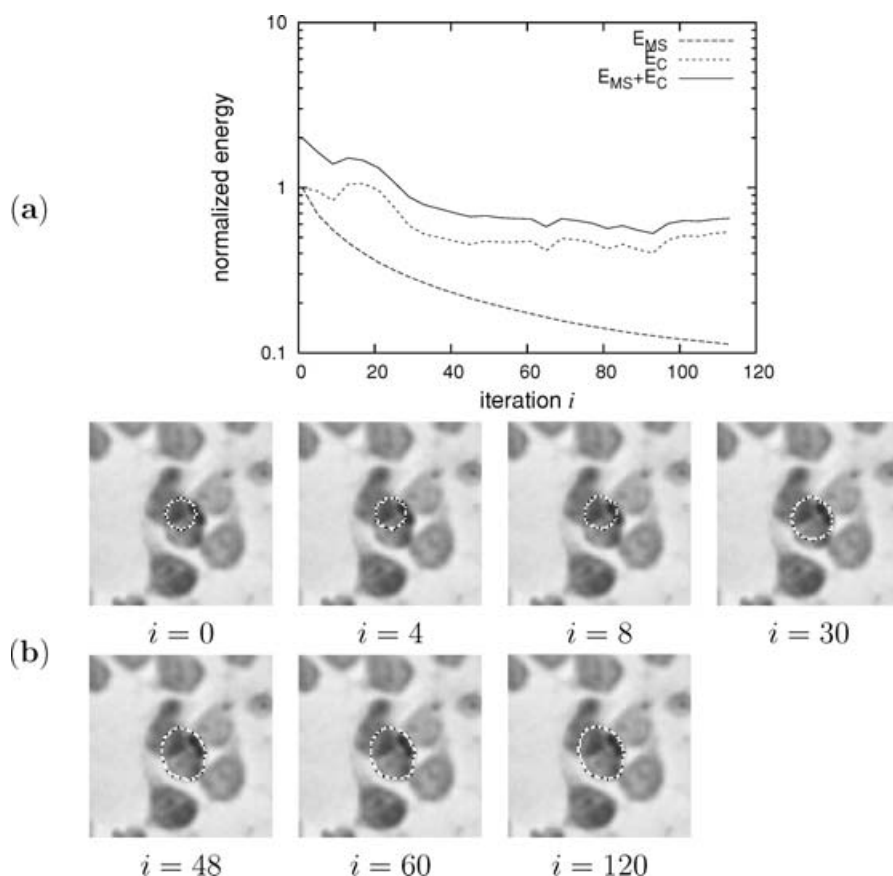 (a)
normalized energy
10
1
0.1
0 20 40 60 80 100 120
iteration i
E_MS
E_C
E_MS+E_C
(b)
i = 0 i = 4 i = 8 i = 30
i = 48 i = 60 i = 120